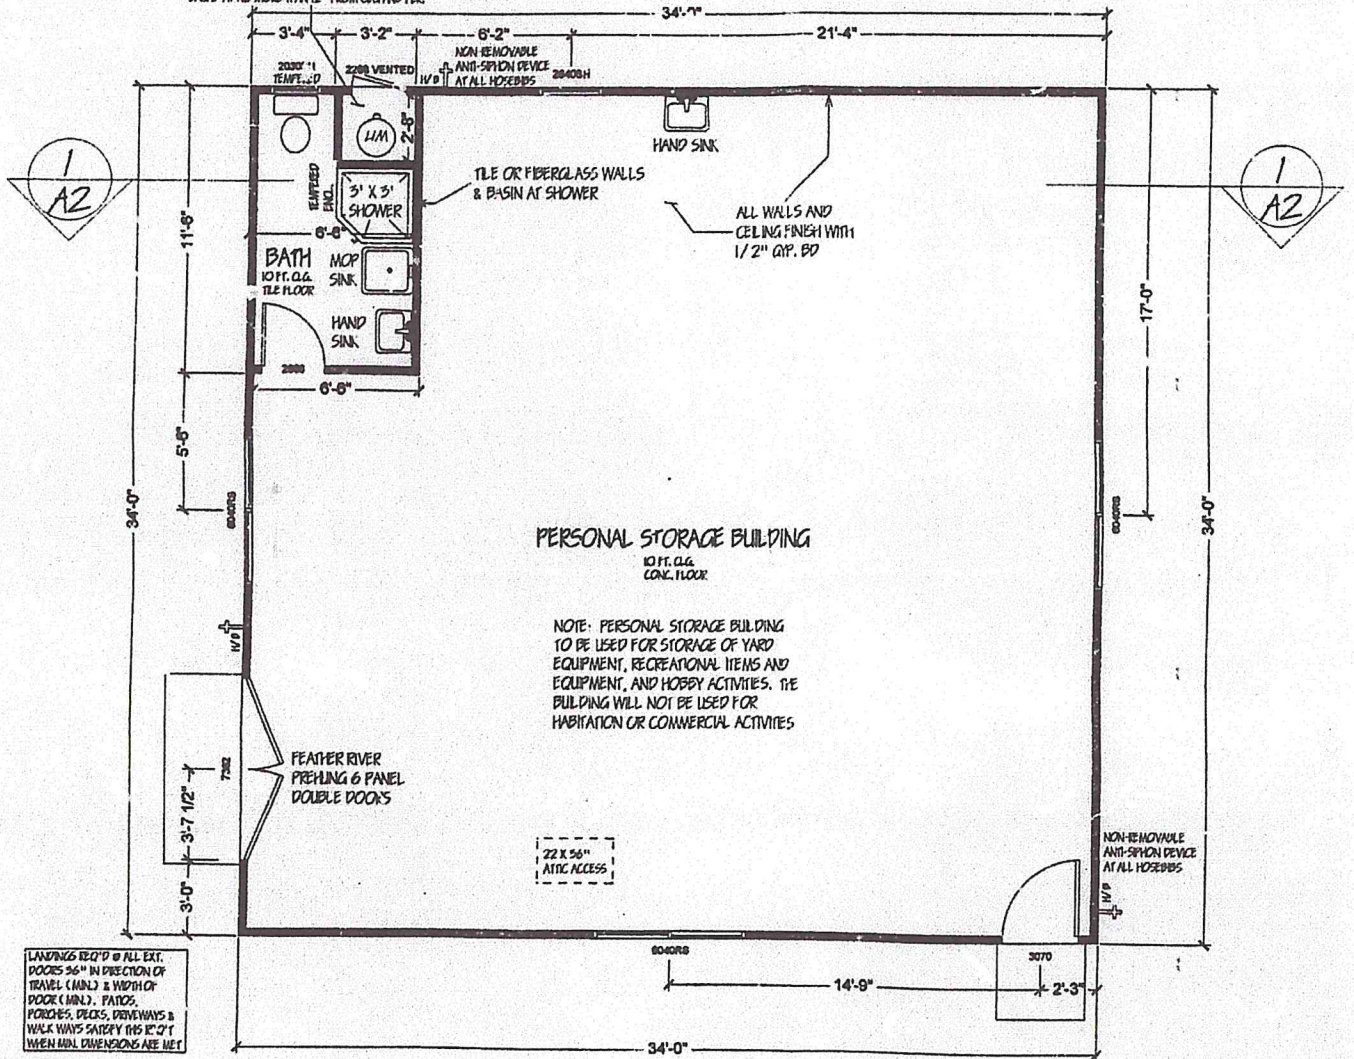 34'-0"
3'-4"
3'-2"
6'-2"
21'-4"
TEMPERED
2268 VENTED
H/B
NON-REMOVABLE
ANTI-SIPHON DEVICE
AT ALL HOSEBIBS
2'-8"
W/H
HAND SINK
1
A2
1
A2
TILE OR FIBERGLASS WALLS
& BASIN AT SHOWER
TEMPERED
ENCL.
3' X 3'
SHOWER
ALL WALLS AND
CEILING FINISH WITH
1/2" GYP. BD
11'-6"
6'-6"
BATH
10 FT. CLG.
TILE FLOOR
MOP
SINK
HAND
SINK
17'-0"
6'-6"
5'-6"
34'-0"
6040RS
6040RS
34'-0"
PERSONAL STORAGE BUILDING
10 FT. CLG.
CONC. FLOOR
NOTE: PERSONAL STORAGE BUILDING
TO BE USED FOR STORAGE OF YARD
EQUIPMENT, RECREATIONAL ITEMS AND
EQUIPMENT, AND HOBBY ACTIVITIES. THE
BUILDING WILL NOT BE USED FOR
HABITATION OR COMMERCIAL ACTIVITIES
H/B
FEATHER RIVER
PREHUNG 6 PANEL
DOUBLE DOORS
3'-7 1/2"
3'-0"
22 X 36"
ATTIC ACCESS
NON-REMOVABLE
ANTI-SIPHON DEVICE
AT ALL HOSEBIBS
H/B
6040RS
3070
14'-9"
2'-3"
LANDINGS REQ'D @ ALL EXT.
DOORS 36" IN DIRECTION OF
TRAVEL (MIN.) & WIDTH OF
DOOR (MIN.). PATIOS,
PORCHES, DECKS, DRIVEWAYS &
WALK WAYS SATISFY THIS REQ'T
WHEN MIN. DIMENSIONS ARE MET
34'-0"